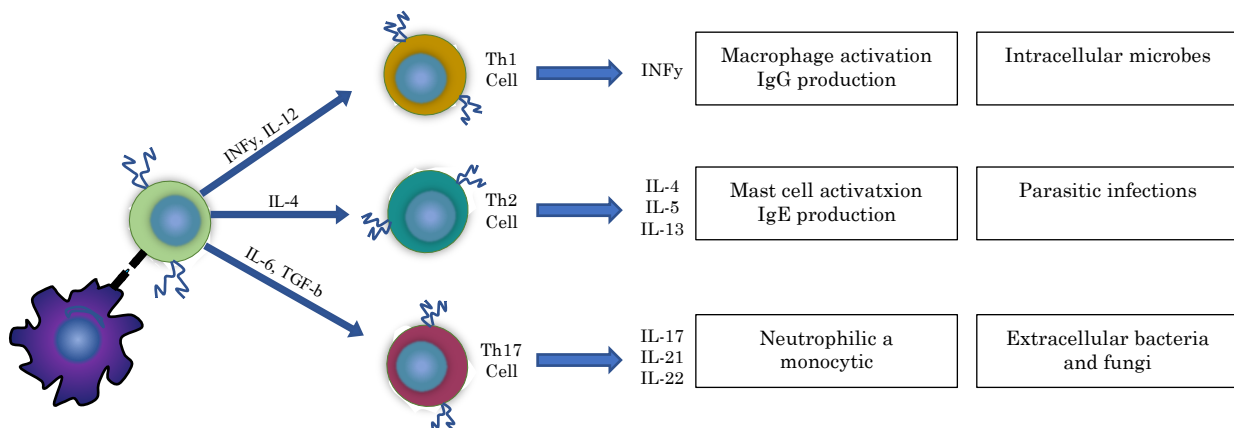 INFy, IL-12
IL-4
IL-6, TGF-b
Th1
Cell
INFy
Macrophage activation
IgG production
Intracellular microbes
Th2
Cell
IL-4
IL-5
IL-13
Mast cell activatxion
IgE production
Parasitic infections
Th17
Cell
IL-17
IL-21
IL-22
Neutrophilic a
monocytic
Extracellular bacteria
and fungi